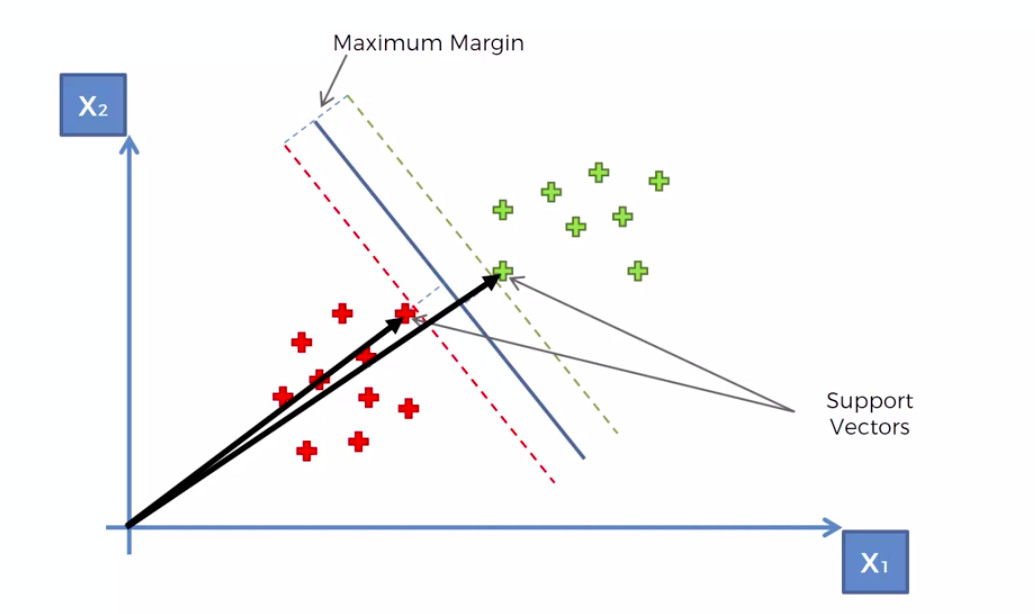 Maximum Margin
X₂
Support
Vectors
X₁